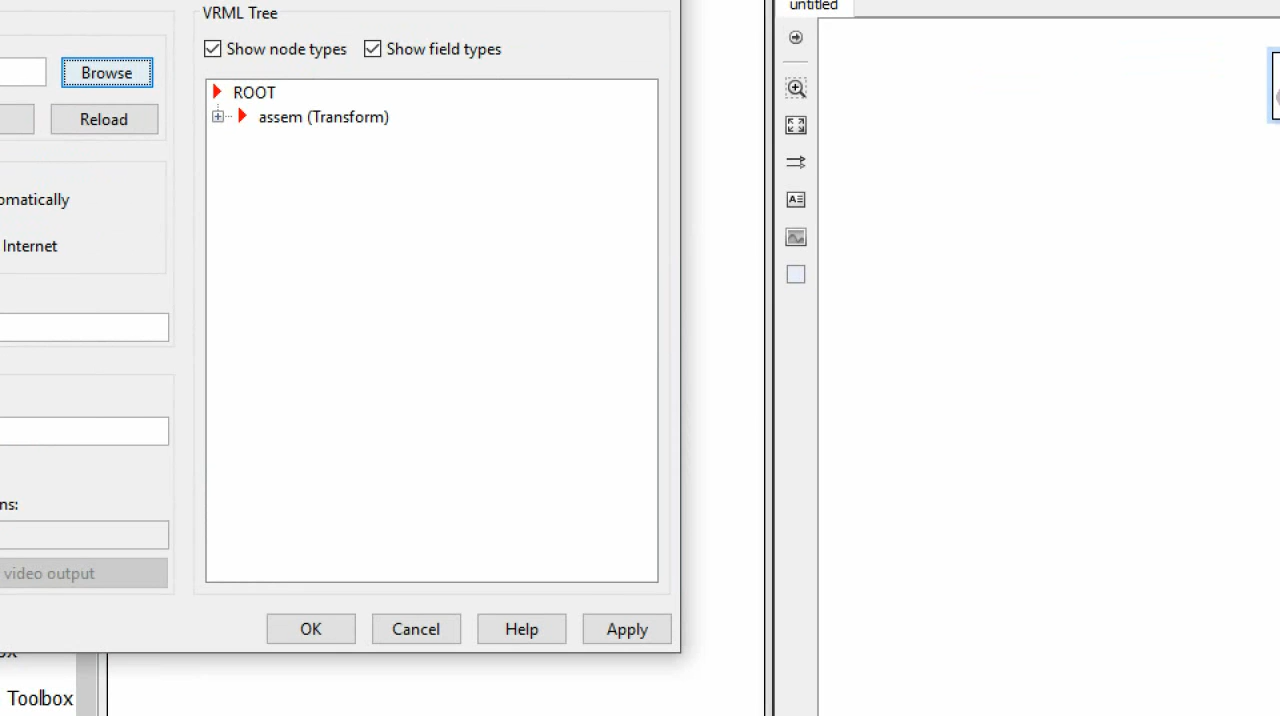 untitled
VRML Tree
Show node types
Show field types
Browse
ROOT
Reload
assem (Transform)
omatically
Internet
ns:
video output
OK
Cancel
Help
Apply
Toolbox